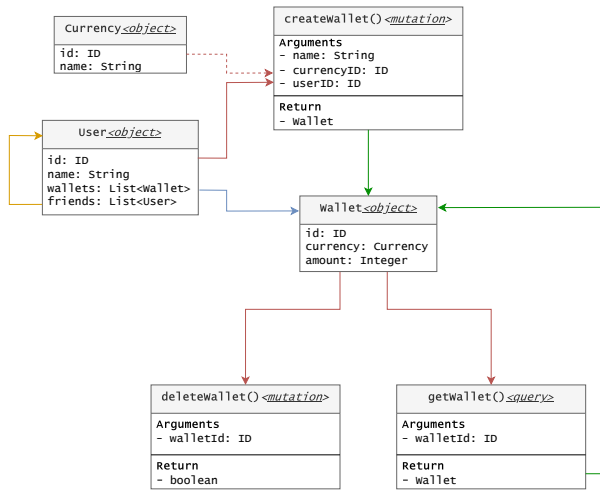 Currency<object>
id: ID
name: String
createWallet()<mutation>
Arguments
- name: String
- currencyID: ID
- userID: ID
Return
- Wallet
User<object>
id: ID
name: String
wallets: List<Wallet>
friends: List<User>
Wallet<object>
id: ID
currency: Currency
amount: Integer
deleteWallet()<mutation>
Arguments
- walletId: ID
Return
- boolean
getWallet()<query>
Arguments
- walletId: ID
Return
- Wallet